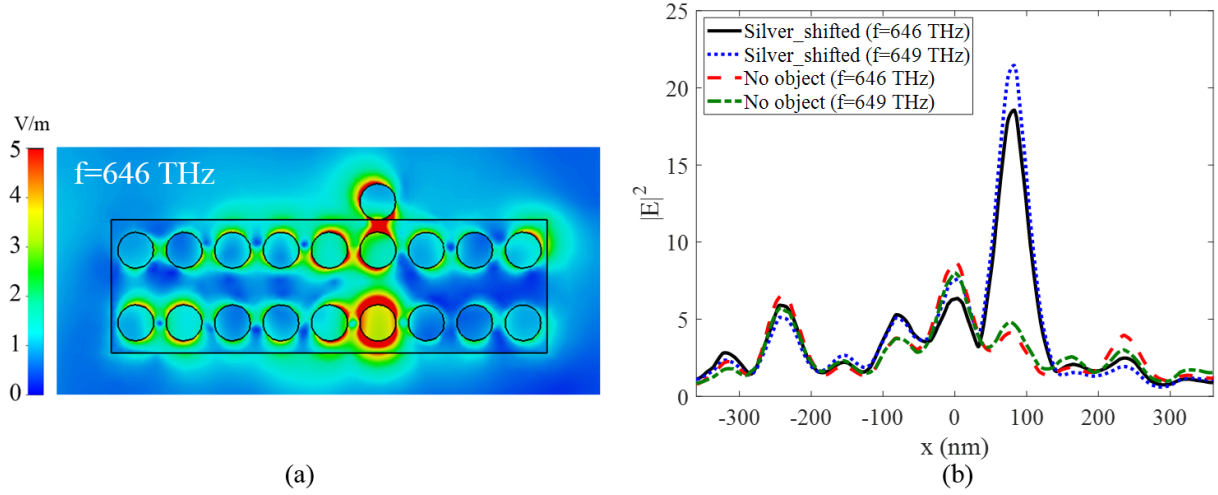 V/m
5
4
3
2
1
0
f=646 THz
(a)
Silver_shifted (f=646 THz)
Silver_shifted (f=649 THz)
No object (f=646 THz)
No object (f=649 THz)
|E|²
25
20
15
10
5
0
-300 -200 -100 0 100 200 300
x (nm)
(b)